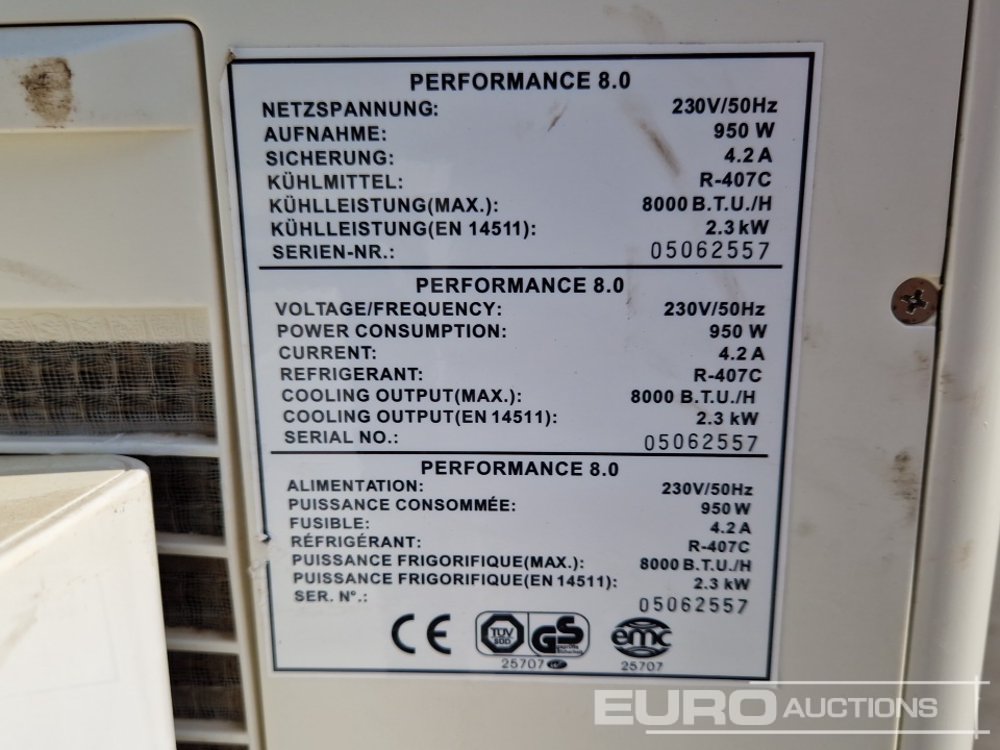 PERFORMANCE 8.0
NETZSPANNUNG: 230V/50Hz
AUFNAHME: 950 W
SICHERUNG: 4.2 A
KÜHLMITTEL: R-407C
KÜHLLEISTUNG(MAX.): 8000 B.T.U./H
KÜHLLEISTUNG(EN 14511): 2.3 kW
SERIEN-NR.: 05062557
PERFORMANCE 8.0
VOLTAGE/FREQUENCY: 230V/50Hz
POWER CONSUMPTION: 950 W
CURRENT: 4.2 A
REFRIGERANT: R-407C
COOLING OUTPUT(MAX.): 8000 B.T.U./H
COOLING OUTPUT(EN 14511): 2.3 kW
SERIAL NO.: 05062557
PERFORMANCE 8.0
ALIMENTATION: 230V/50Hz
PUISSANCE CONSOMMÉE: 950 W
FUSIBLE: 4.2 A
RÉFRIGÉRANT: R-407C
PUISSANCE FRIGORIFIQUE(MAX.): 8000 B.T.U./H
PUISSANCE FRIGORIFIQUE(EN 14511): 2.3 kW
SER. N°.: 05062557
CE TÜV SÜD GS geprüfte Sicherheit emc
25707 25707
EURO AUCTIONS